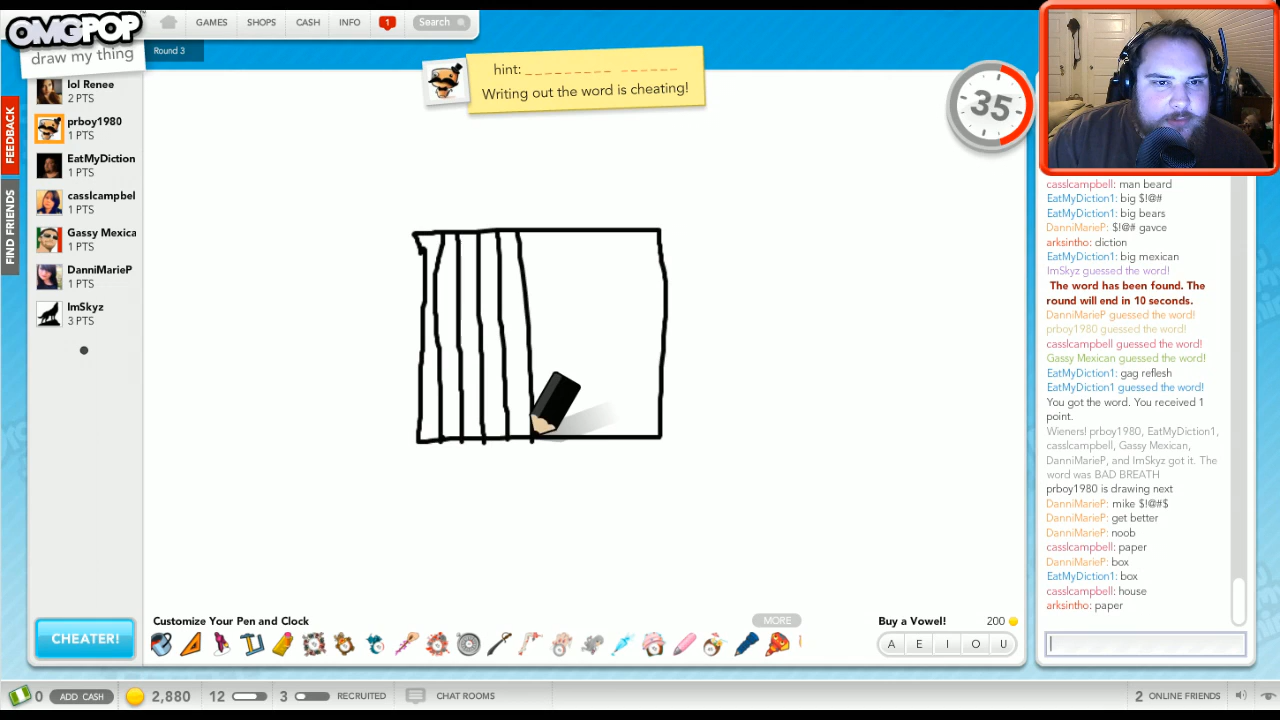 OMGPOP
draw my thing
GAMES
SHOPS
CASH
INFO
1
Search
Round 3
hint: _ _ _ _ _ _ _ _ _ _ _ _ _ _ _
Writing out the word is cheating!
35
FEEDBACK
FIND FRIENDS
lol Renee
2 PTS
prboy1980
1 PTS
EatMyDiction
1 PTS
casslcampbel
1 PTS
Gassy Mexica
1 PTS
DanniMarieP
1 PTS
ImSkyz
3 PTS
CHEATER!
casslcampbell: man beard
EatMyDiction1: big $!@#
EatMyDiction1: big bears
DanniMarieP: $!@# gavce
arksintho: diction
EatMyDiction1: big mexican
ImSkyz guessed the word!
The word has been found. The
round will end in 10 seconds.
DanniMarieP guessed the word!
prboy1980 guessed the word!
casslcampbell guessed the word!
Gassy Mexican guessed the word!
EatMyDiction1: gag reflesh
EatMyDiction1 guessed the word!
You got the word. You received 1
point.
Wieners! prboy1980, EatMyDiction1,
casslcampbell, Gassy Mexican,
DanniMarieP, and ImSkyz got it. The
word was BAD BREATH
prboy1980 is drawing next
DanniMarieP: mike $!@#$
DanniMarieP: get better
DanniMarieP: noob
casslcampbell: paper
DanniMarieP: box
EatMyDiction1: box
casslcampbell: house
arksintho: paper
Customize Your Pen and Clock
MORE
Buy a Vowel!
200
A E I O U
0
ADD CASH
2,880
12
3
RECRUITED
CHAT ROOMS
2 ONLINE FRIENDS